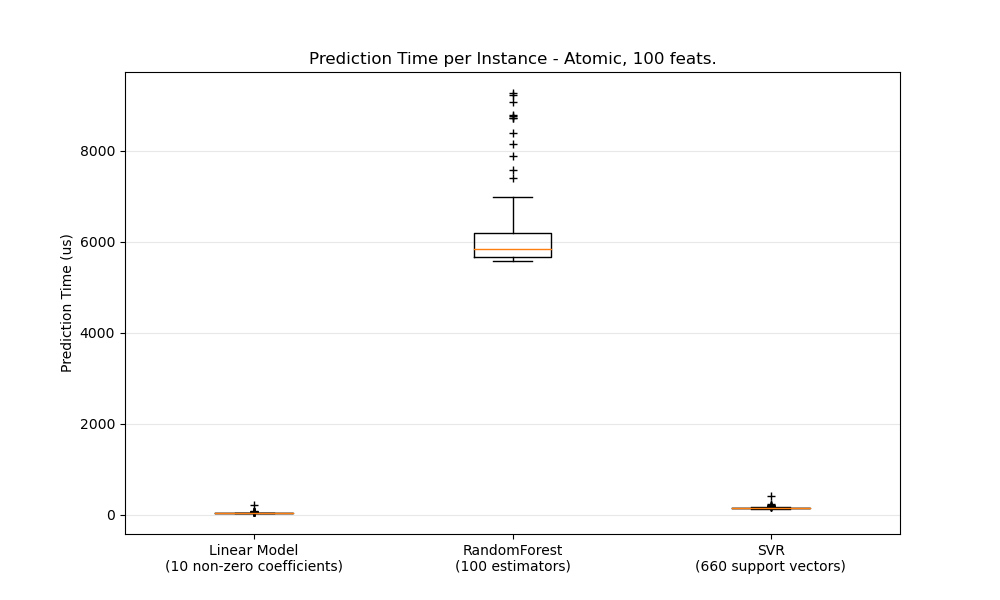 Prediction Time per Instance - Atomic, 100 feats.
Prediction Time (us)
8000
6000
4000
2000
0
Linear Model
(10 non-zero coefficients)
RandomForest
(100 estimators)
SVR
(660 support vectors)